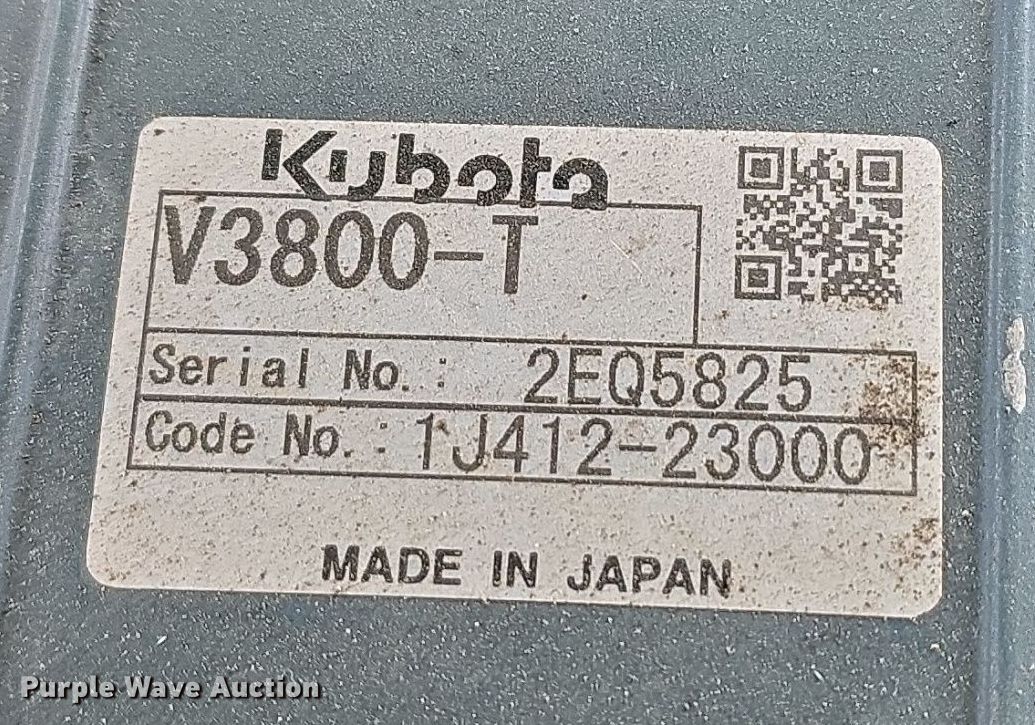 Kubota
V3800-T
Serial No.: 2EQ5825
Code No.: 1J412-23000
MADE IN JAPAN
Purple Wave Auction